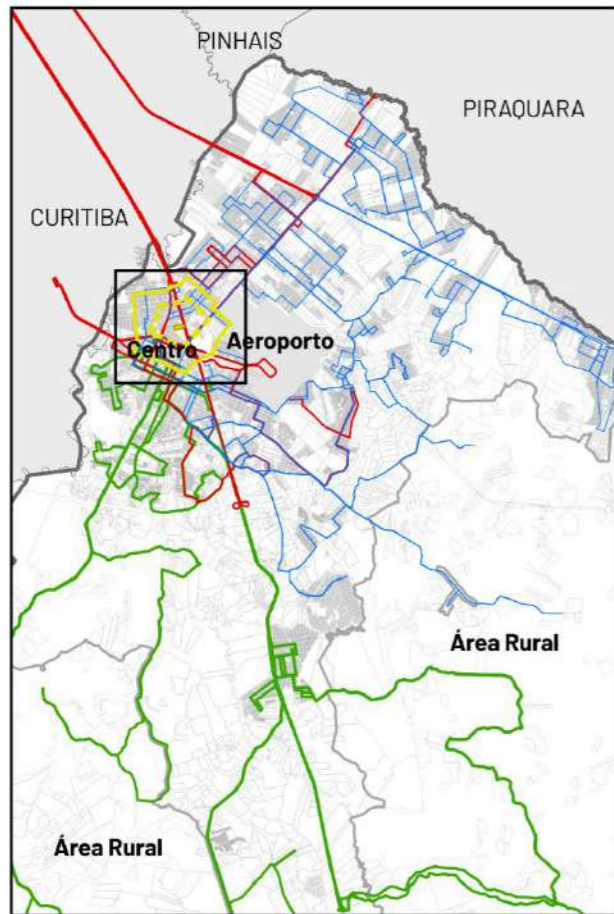 PINHAIS
PIRAQUARA
CURITIBA
Aeroporto
Centro
Área Rural
Área Rural